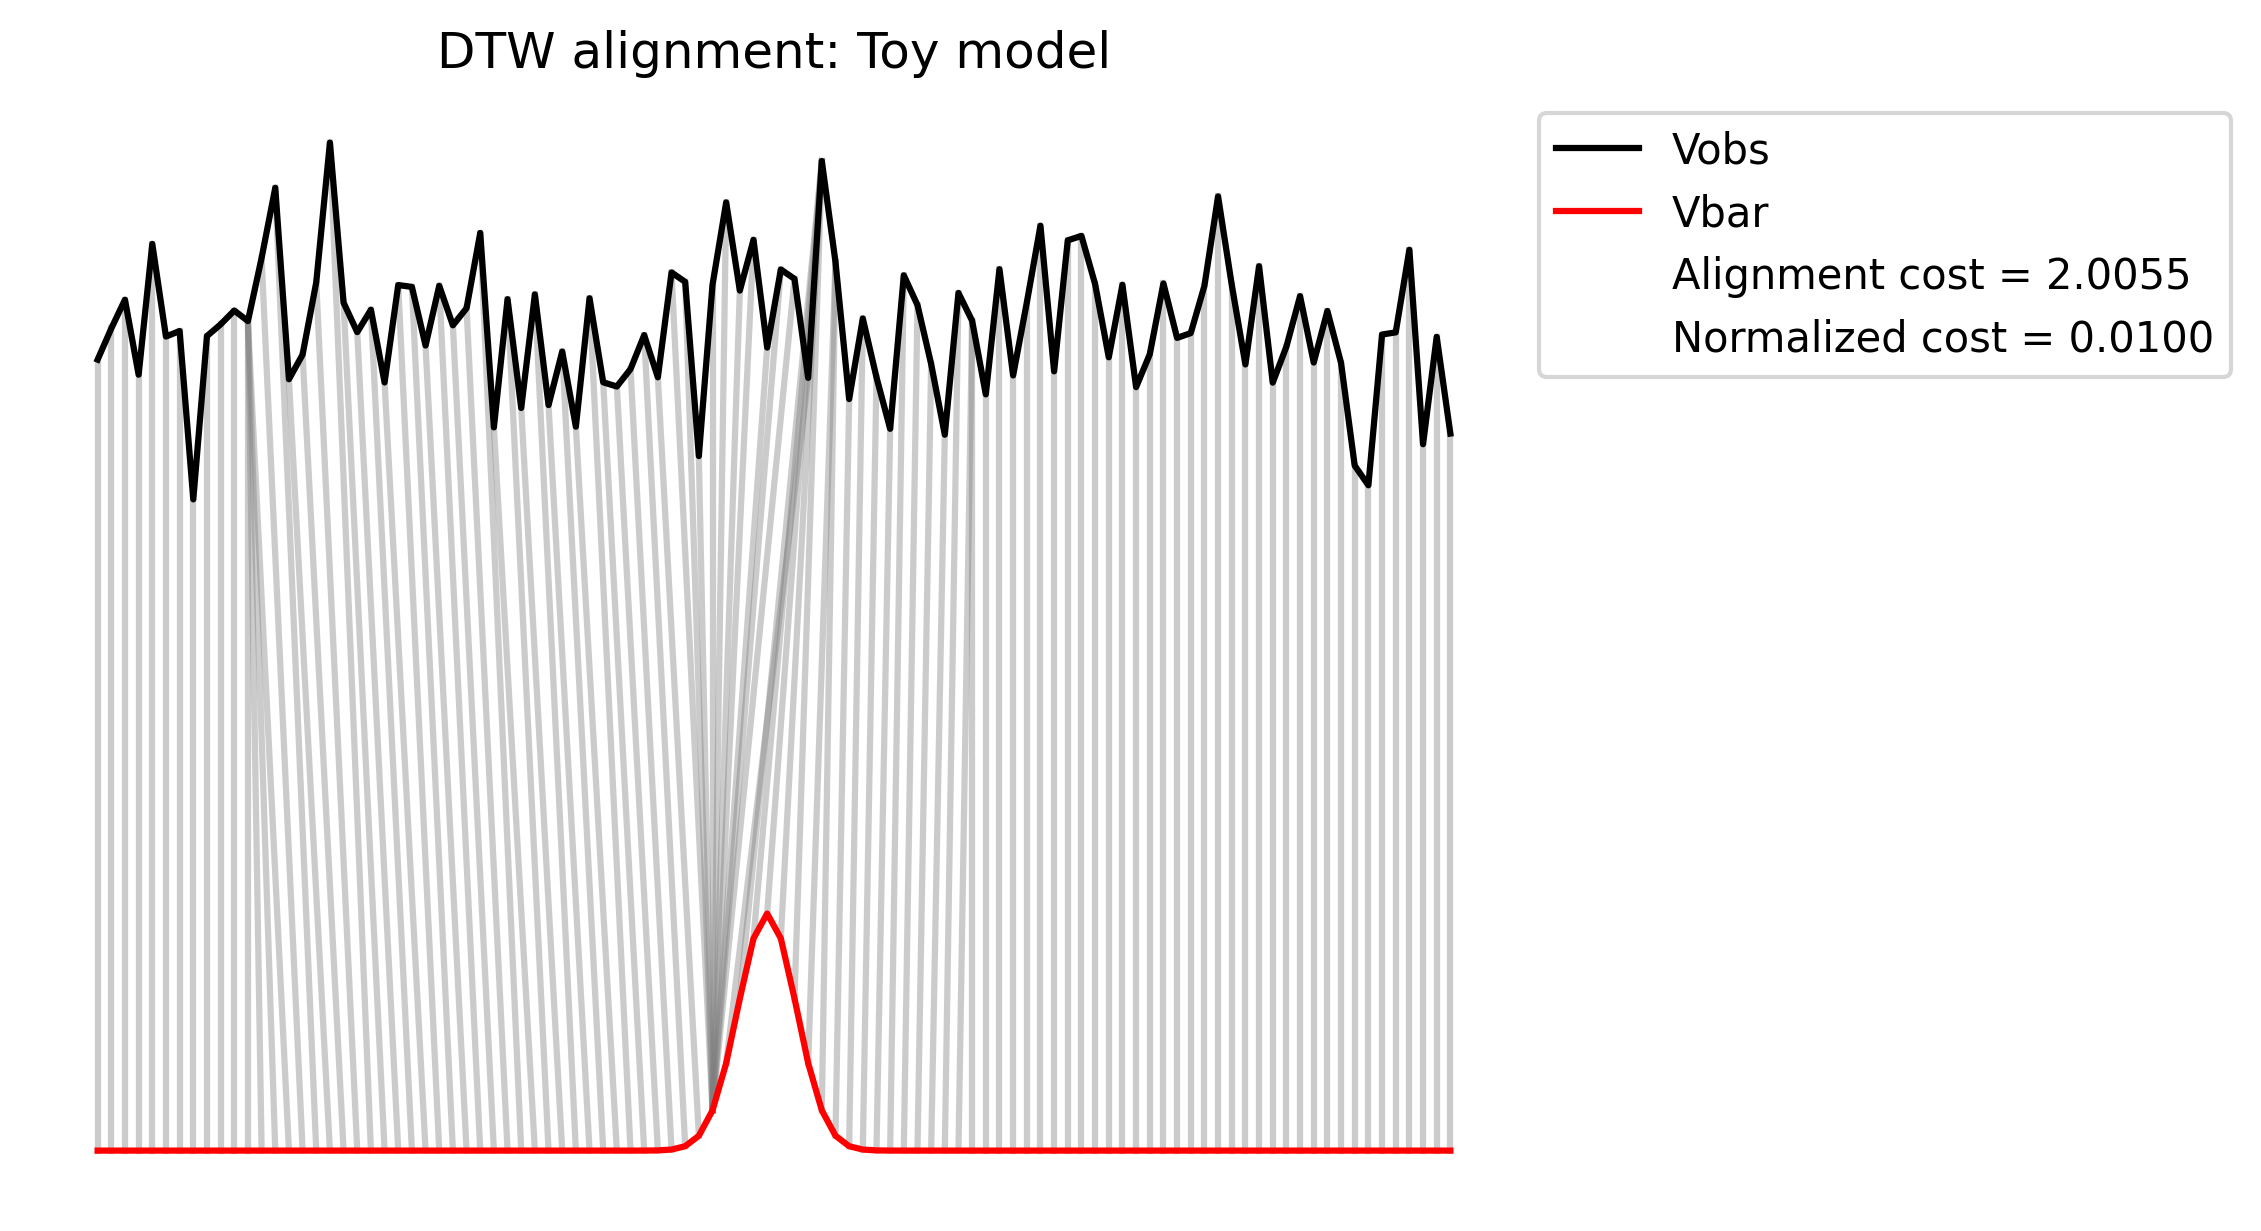 DTW alignment: Toy model
Vobs
Vbar
Alignment cost = 2.0055
Normalized cost = 0.0100